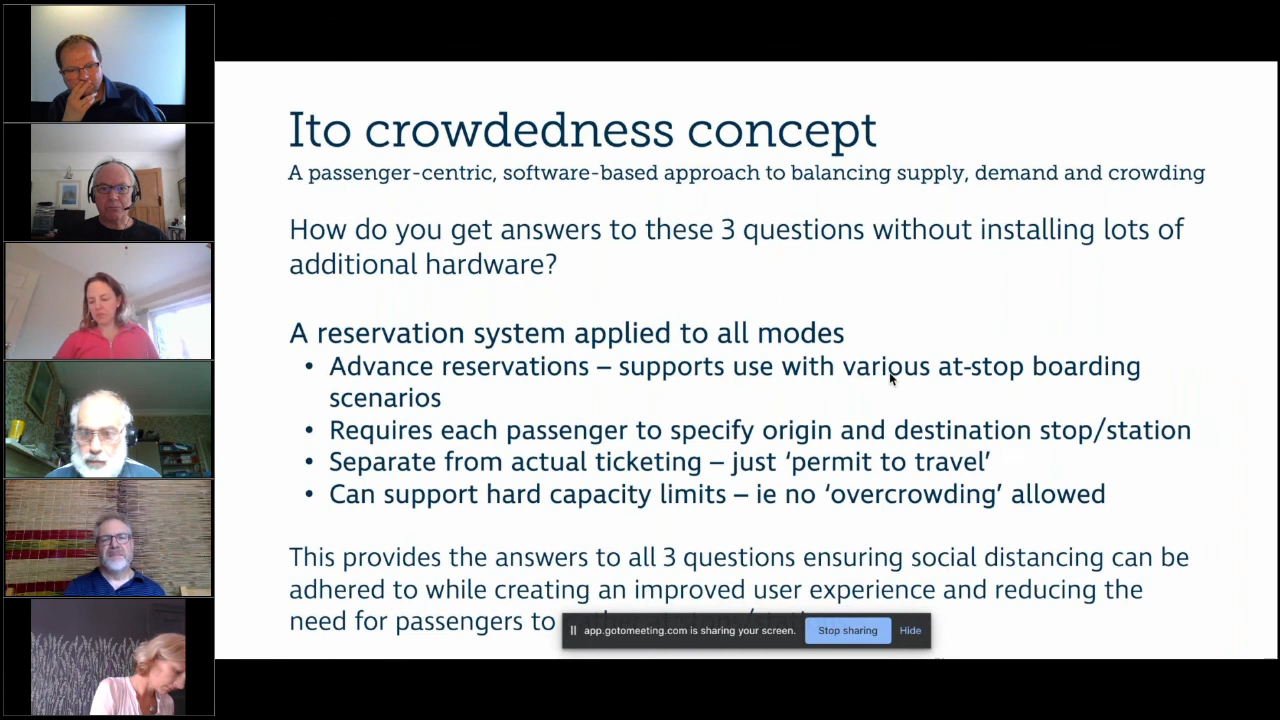 Ito crowdedness concept
A passenger-centric, software-based approach to balancing supply, demand and crowding
How do you get answers to these 3 questions without installing lots of
additional hardware?
A reservation system applied to all modes
• Advance reservations – supports use with various at-stop boarding
scenarios
• Requires each passenger to specify origin and destination stop/station
• Separate from actual ticketing – just ‘permit to travel’
• Can support hard capacity limits – ie no ‘overcrowding’ allowed
This provides the answers to all 3 questions ensuring social distancing can be
adhered to while creating an improved user experience and reducing the
need for passengers to
app.gotomeeting.com is sharing your screen. Stop sharing Hide